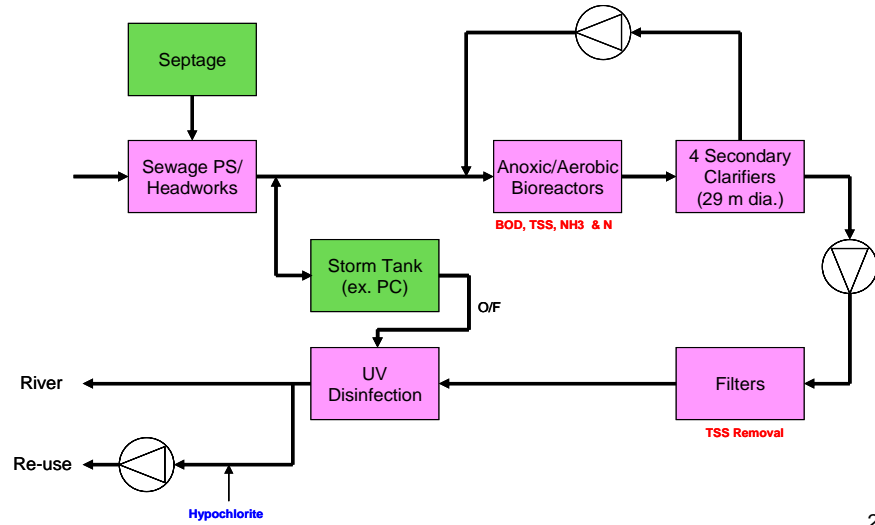 Septage
Sewage PS/
Headworks
Anoxic/Aerobic
Bioreactors
BOD, TSS, NH3 & N
4 Secondary
Clarifiers
(29 m dia.)
Storm Tank
(ex. PC)
O/F
UV
Disinfection
Filters
TSS Removal
River
Re-use
Hypochlorite
2